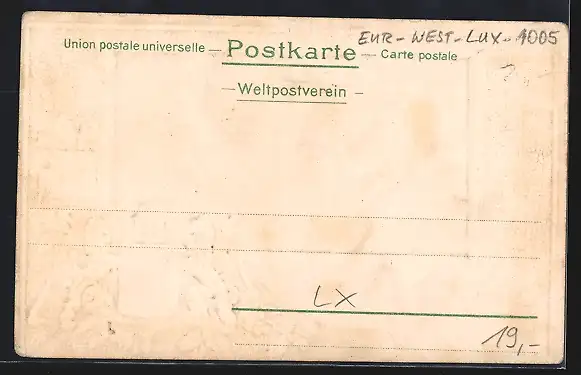 EUR-WEST-LUX-1005
Union postale universelle — Postkarte — Carte postale
— Weltpostverein —
LX
19,-